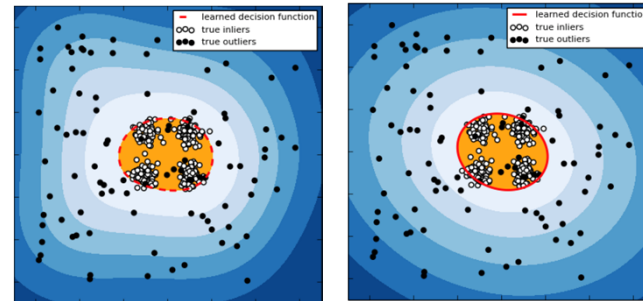 learned decision function
true inliers
true outliers
learned decision function
true inliers
true outliers